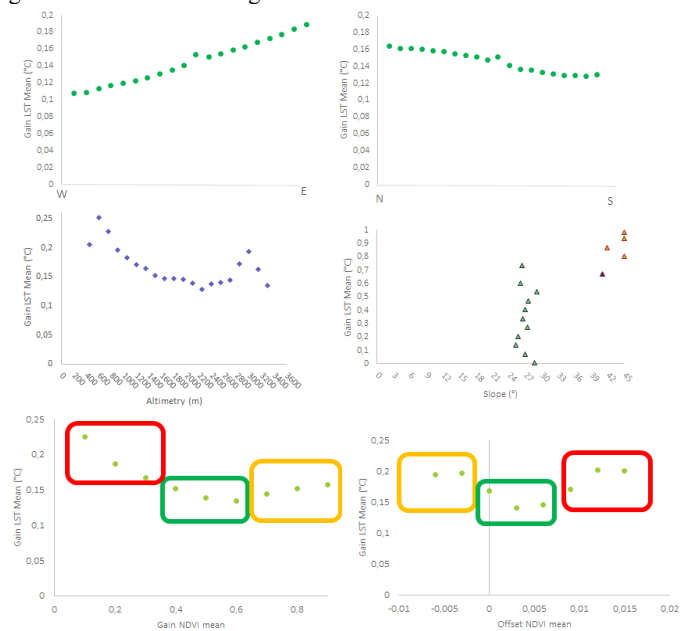 Gain LST Mean (°C)
0,2
0,18
0,16
0,14
0,12
0,1
0,08
0,06
0,04
0,02
0
W
E
Gain LST Mean (°C)
0,2
0,18
0,16
0,14
0,12
0,1
0,08
0,06
0,04
0,02
0
N
S
Gain LST Mean (°C)
0,25
0,2
0,15
0,1
0,05
0
0 200 400 600 800 1000 1200 1400 1600 1800 2000 2200 2400 2600 2800 3000 3200 3400 3600
Altimetry (m)
Gain LST Mean (°C)
1
0,9
0,8
0,7
0,6
0,5
0,4
0,3
0,2
0,1
0
0 3 6 9 12 15 18 21 24 27 30 33 36 39 42 45
Slope (°)
Gain LST Mean (°C)
0,25
0,2
0,15
0,1
0,05
0
0 0,2 0,4 0,6 0,8
Gain NDVI mean
Gain LST Mean (°C)
0,25
0,2
0,15
0,1
0,05
0
-0,01 -0,005 0 0,005 0,01 0,015 0,02
Offset NDVI mean